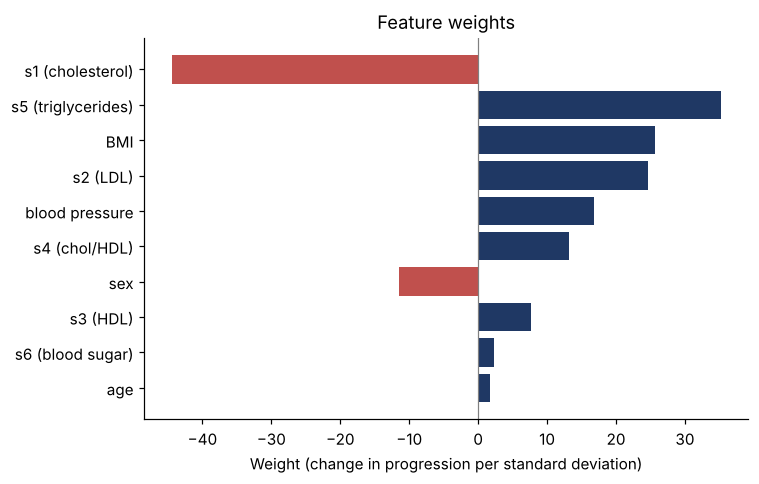 Feature weights
s1 (cholesterol)
s5 (triglycerides)
BMI
s2 (LDL)
blood pressure
s4 (chol/HDL)
sex
s3 (HDL)
s6 (blood sugar)
age
−40 −30 −20 −10 0 10 20 30
Weight (change in progression per standard deviation)